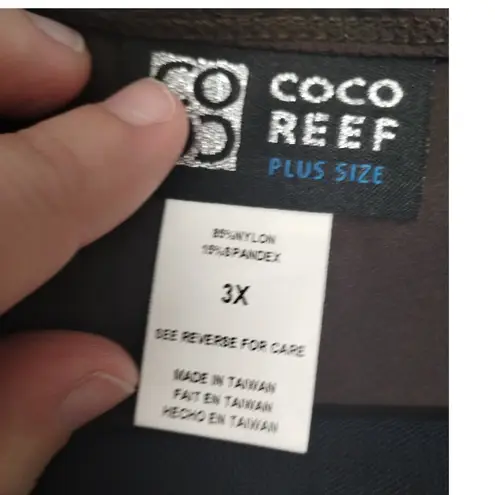 COCO
REEF
PLUS SIZE
85%NYLON
15%SPANDEX
3X
SEE REVERSE FOR CARE
MADE IN TAIWAN
FAIT EN TAIWAN
HECHO EN TAIWAN